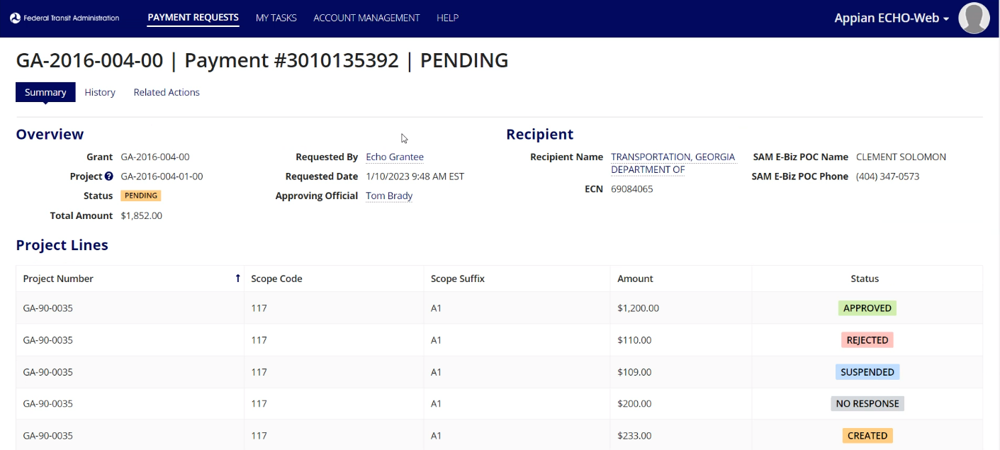 Federal Transit Administration
PAYMENT REQUESTS
MY TASKS
ACCOUNT MANAGEMENT
HELP
Appian ECHO-Web
GA-2016-004-00 | Payment #3010135392 | PENDING
Summary
History
Related Actions
Overview
Grant GA-2016-004-00
Project ? GA-2016-004-01-00
Status PENDING
Total Amount $1,852.00
Requested By Echo Grantee
Requested Date 1/10/2023 9:48 AM EST
Approving Official Tom Brady
Recipient
Recipient Name TRANSPORTATION, GEORGIA
DEPARTMENT OF
ECN 69084065
SAM E-Biz POC Name CLEMENT SOLOMON
SAM E-Biz POC Phone (404) 347-0573
Project Lines
Project Number Scope Code Scope Suffix Amount Status
GA-90-0035 117 A1 $1,200.00 APPROVED
GA-90-0035 117 A1 $110.00 REJECTED
GA-90-0035 117 A1 $109.00 SUSPENDED
GA-90-0035 117 A1 $200.00 NO RESPONSE
GA-90-0035 117 A1 $233.00 CREATED